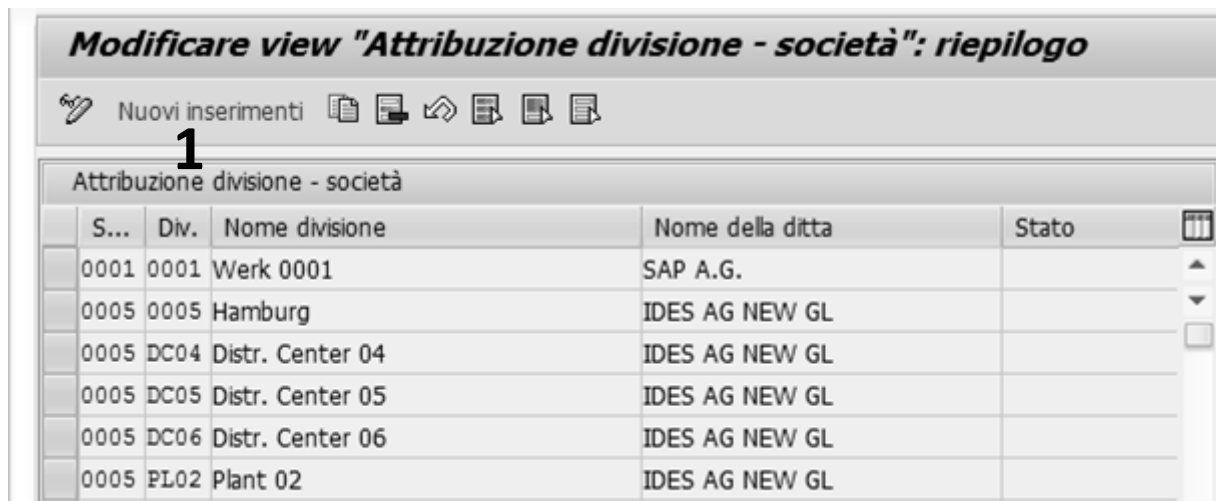 Modificare view "Attribuzione divisione - società": riepilogo
Nuovi inserimenti
1
Attribuzione divisione - società
S... Div. Nome divisione Nome della ditta Stato
0001 0001 Werk 0001 SAP A.G.
0005 0005 Hamburg IDES AG NEW GL
0005 DC04 Distr. Center 04 IDES AG NEW GL
0005 DC05 Distr. Center 05 IDES AG NEW GL
0005 DC06 Distr. Center 06 IDES AG NEW GL
0005 PL02 Plant 02 IDES AG NEW GL